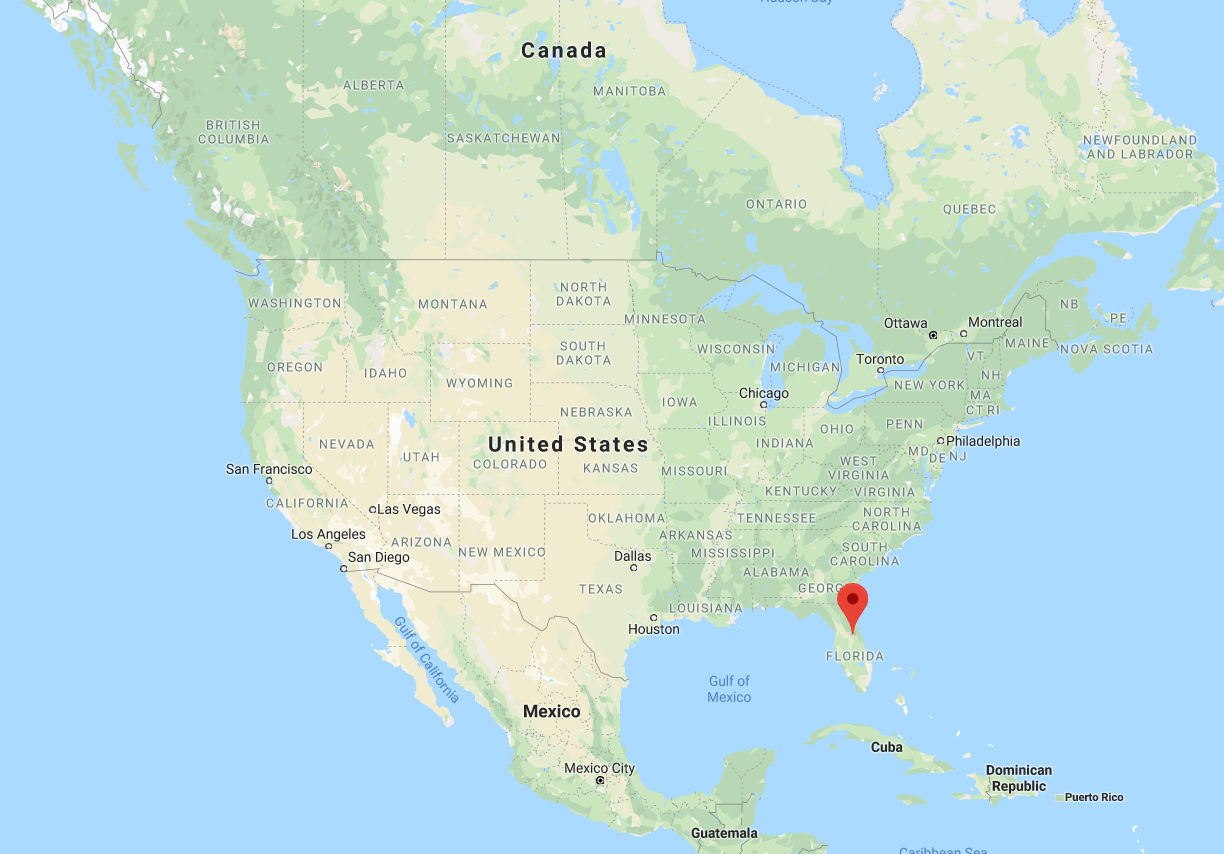 Hudson Bay
Canada
ALBERTA
MANITOBA
BRITISH
COLUMBIA
SASKATCHEWAN
NEWFOUNDLAND
AND LABRADOR
ONTARIO
QUEBEC
WASHINGTON
MONTANA
NORTH
DAKOTA
MINNESOTA
NB
PE
Ottawa
Montreal
MAINE
NOVA SCOTIA
OREGON
IDAHO
SOUTH
DAKOTA
WISCONSIN
MICHIGAN
Toronto
VT
NH
WYOMING
NEW YORK
MA
CT RI
IOWA
Chicago
NEBRASKA
ILLINOIS
OHIO
PENN
Philadelphia
NEVADA
UTAH
United States
COLORADO
KANSAS
MISSOURI
INDIANA
WEST
VIRGINIA
MD
DE
NJ
San Francisco
CALIFORNIA
Las Vegas
KENTUCKY
VIRGINIA
OKLAHOMA
TENNESSEE
NORTH
CAROLINA
Los Angeles
ARIZONA
NEW MEXICO
ARKANSAS
MISSISSIPPI
SOUTH
CAROLINA
San Diego
Dallas
ALABAMA
TEXAS
GEORG
LOUISIANA
Houston
Gulf of California
FLORIDA
Gulf of
Mexico
Mexico
Cuba
Mexico City
Dominican
Republic
Puerto Rico
Guatemala
Caribbean Sea